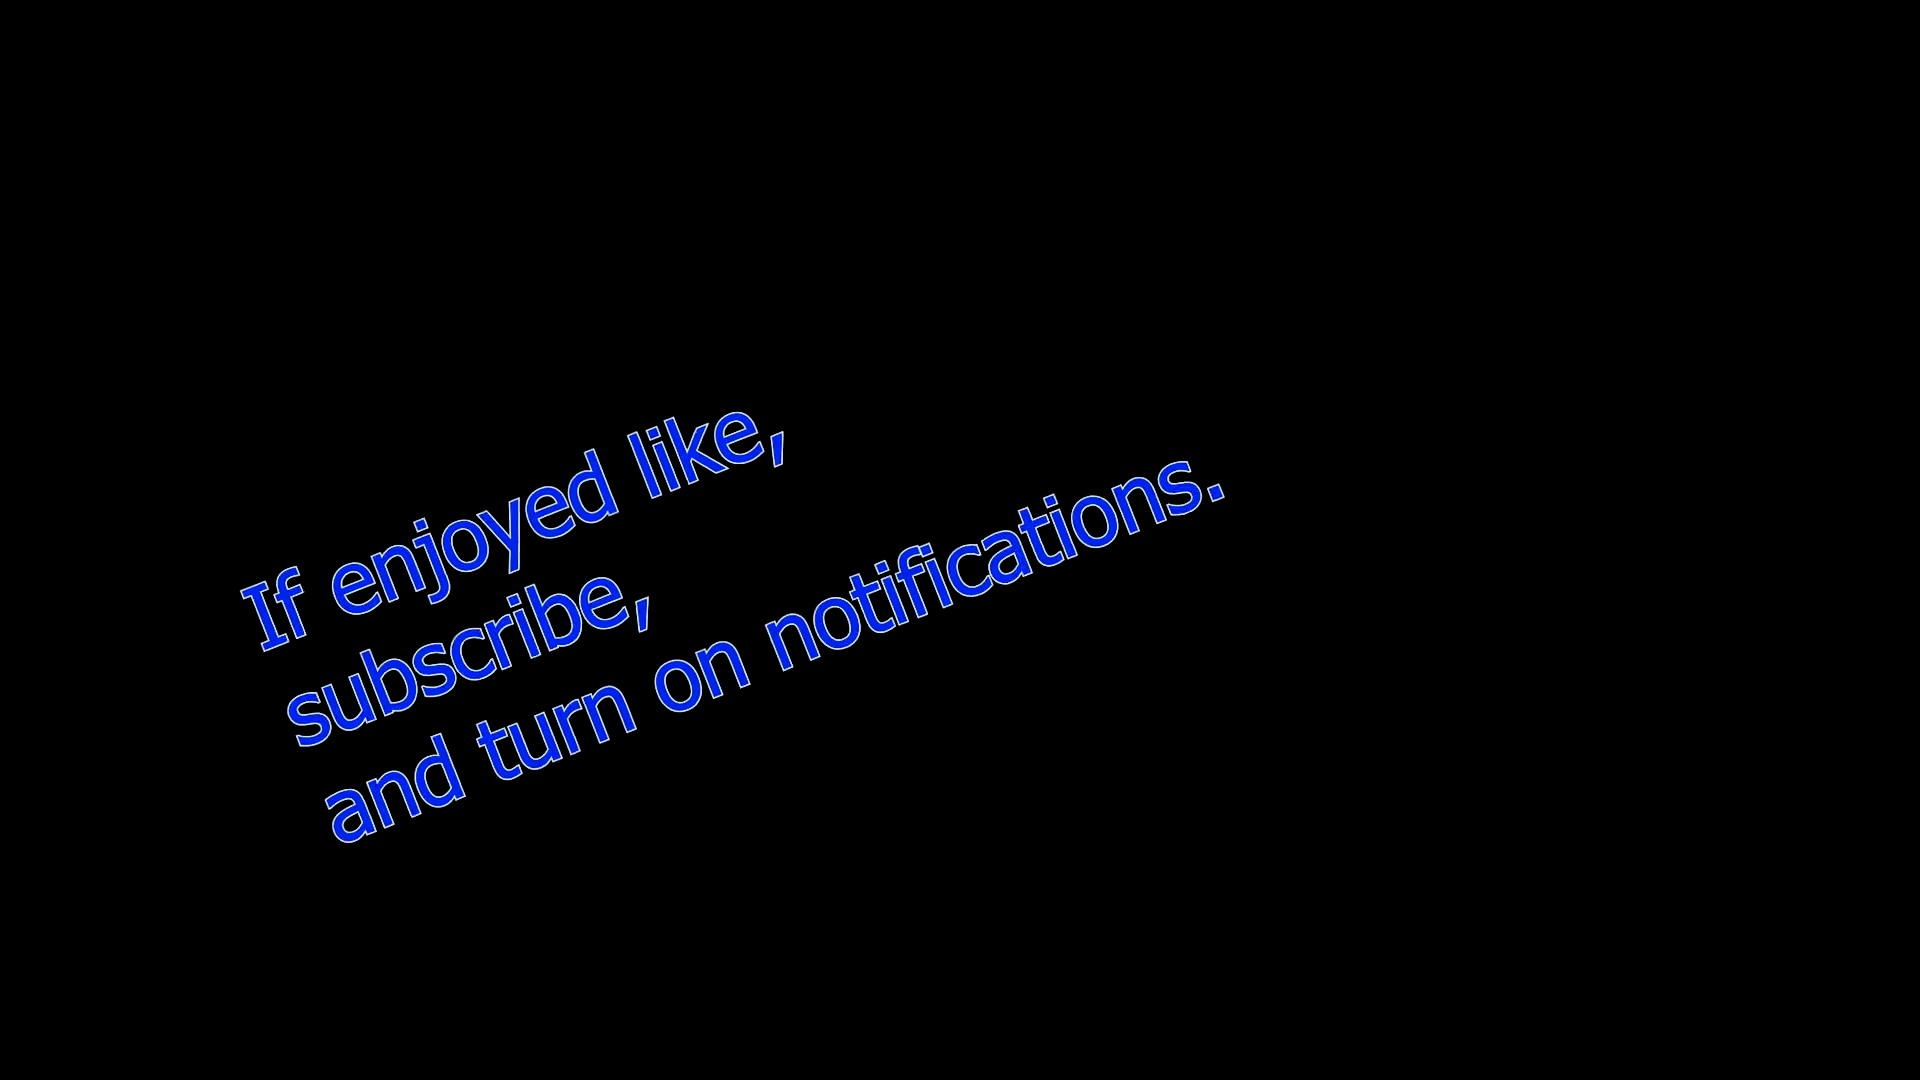 If enjoyed like,
subscribe,
and turn on notifications.